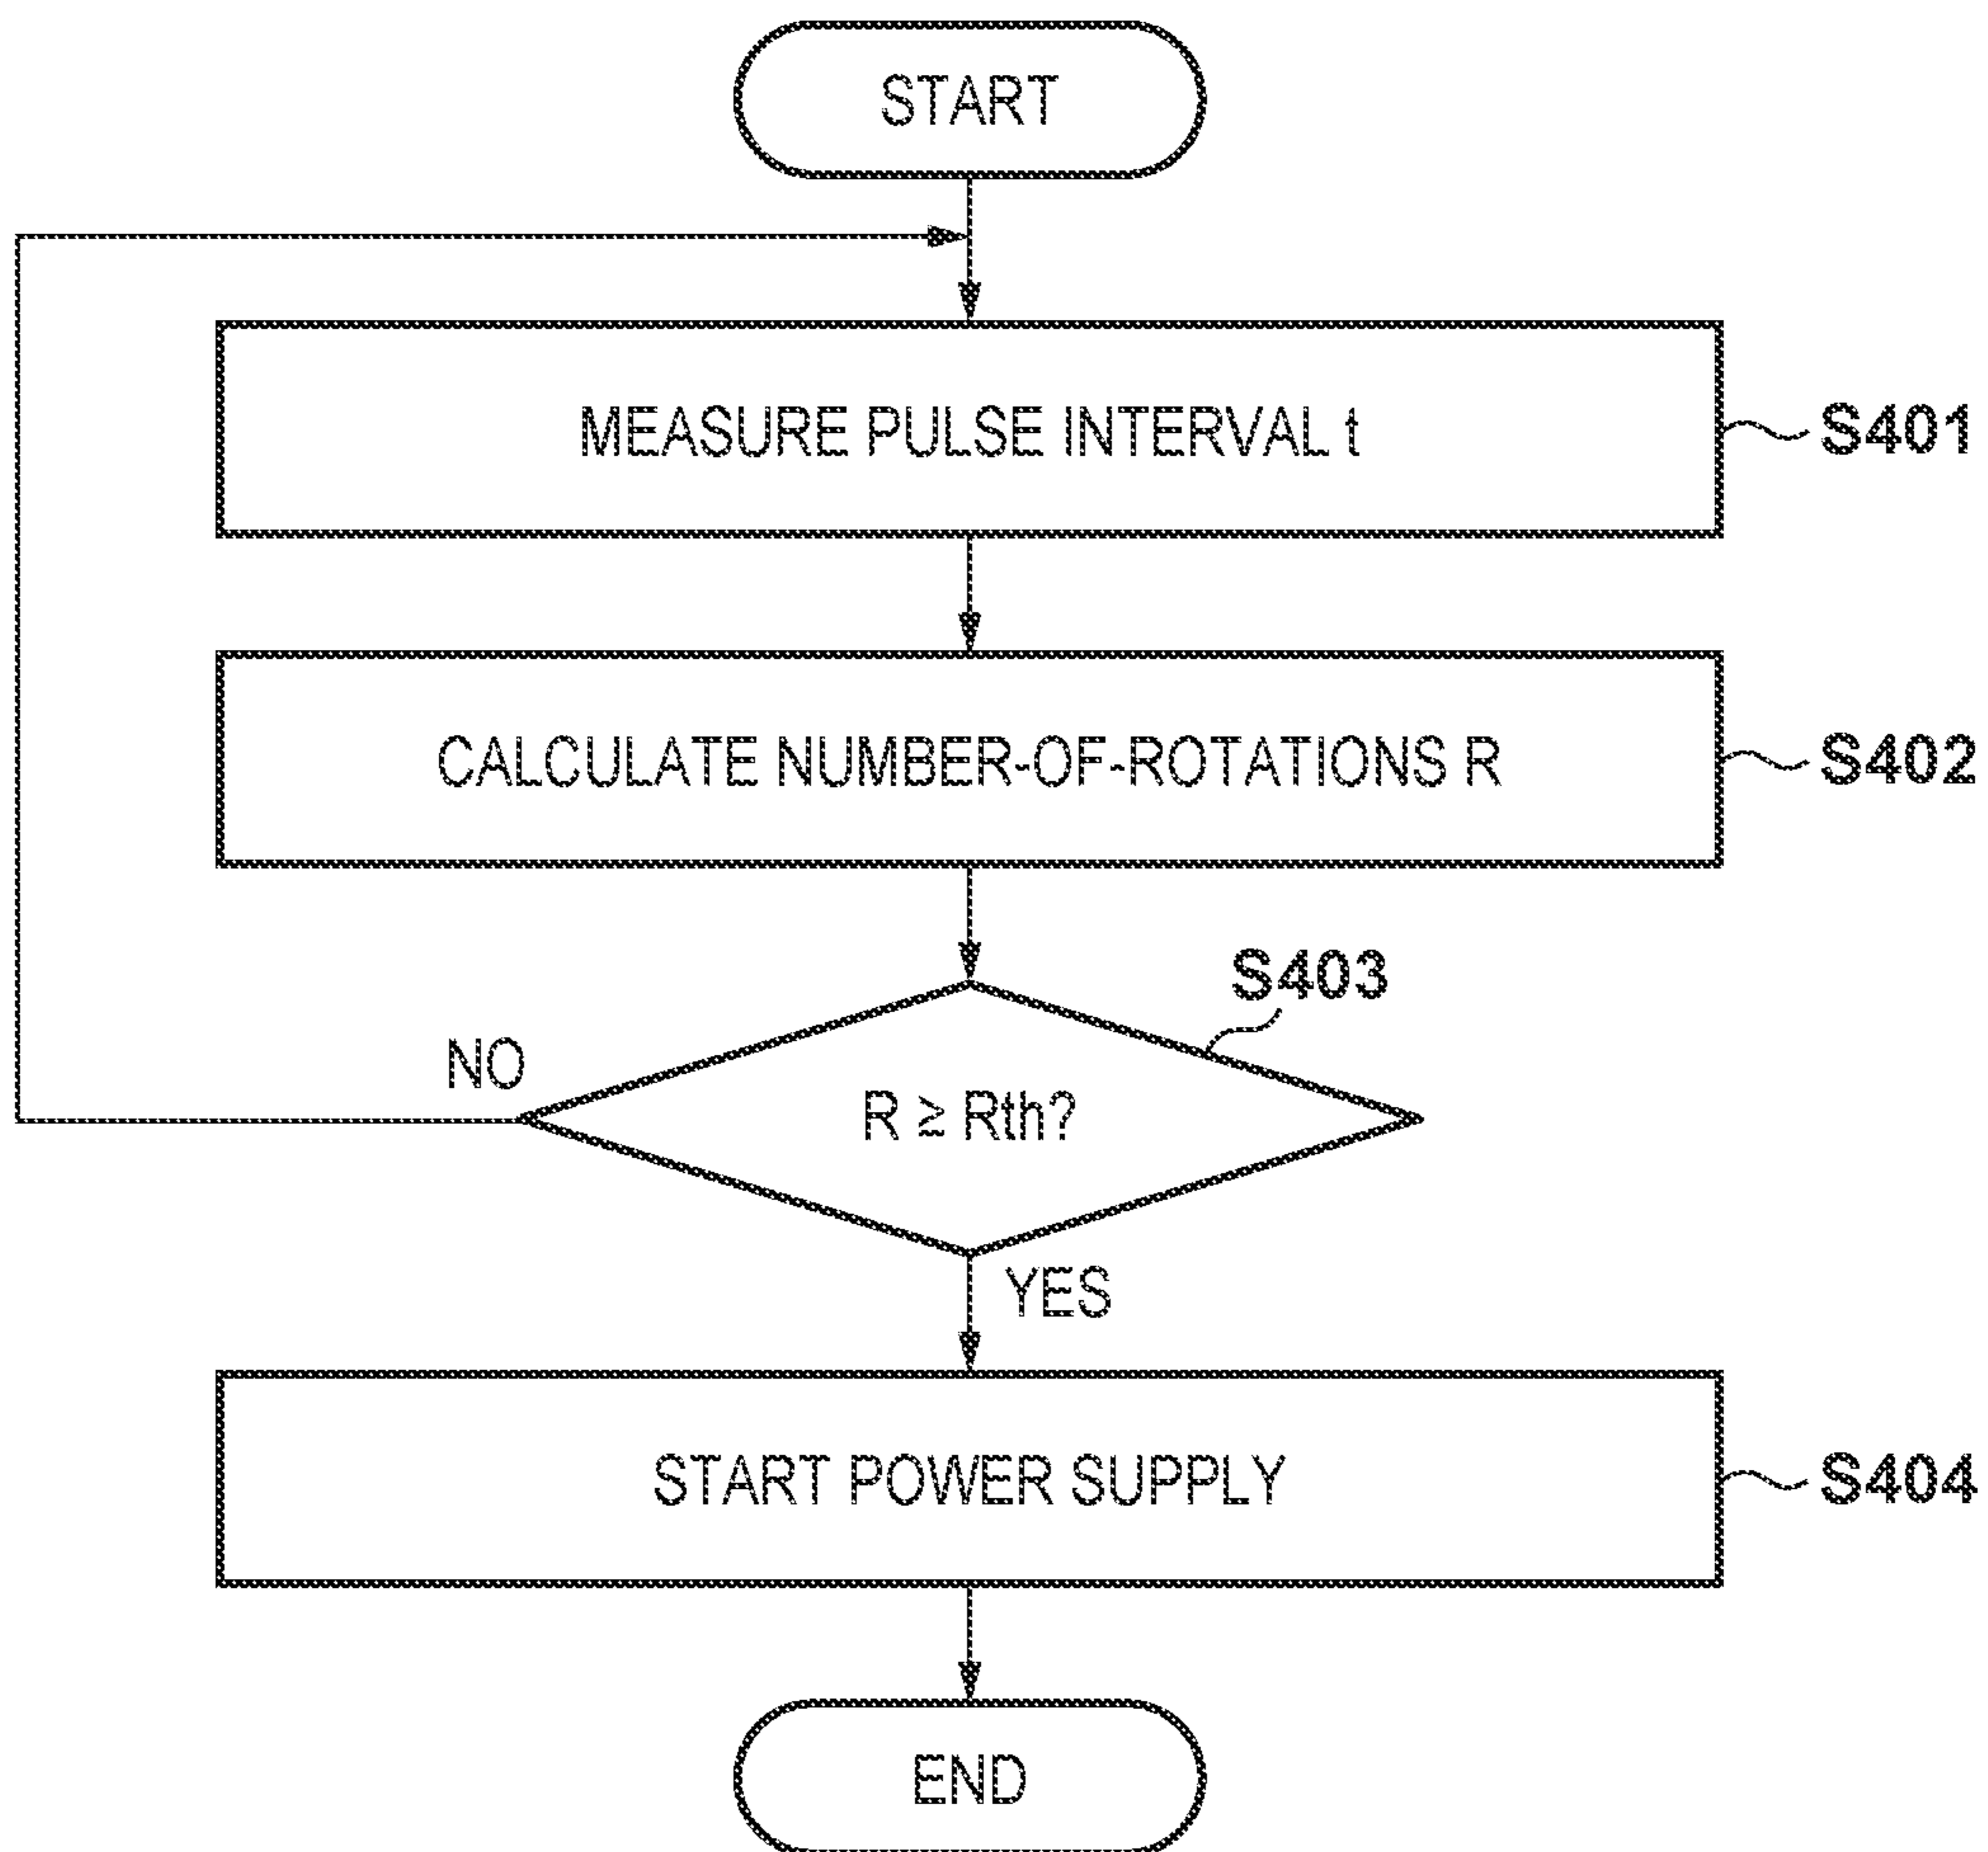 START
MEASURE PULSE INTERVAL t
S401
CALCULATE NUMBER-OF-ROTATIONS R
S402
S403
NO
R ≥ Rth?
YES
START POWER SUPPLY
S404
END